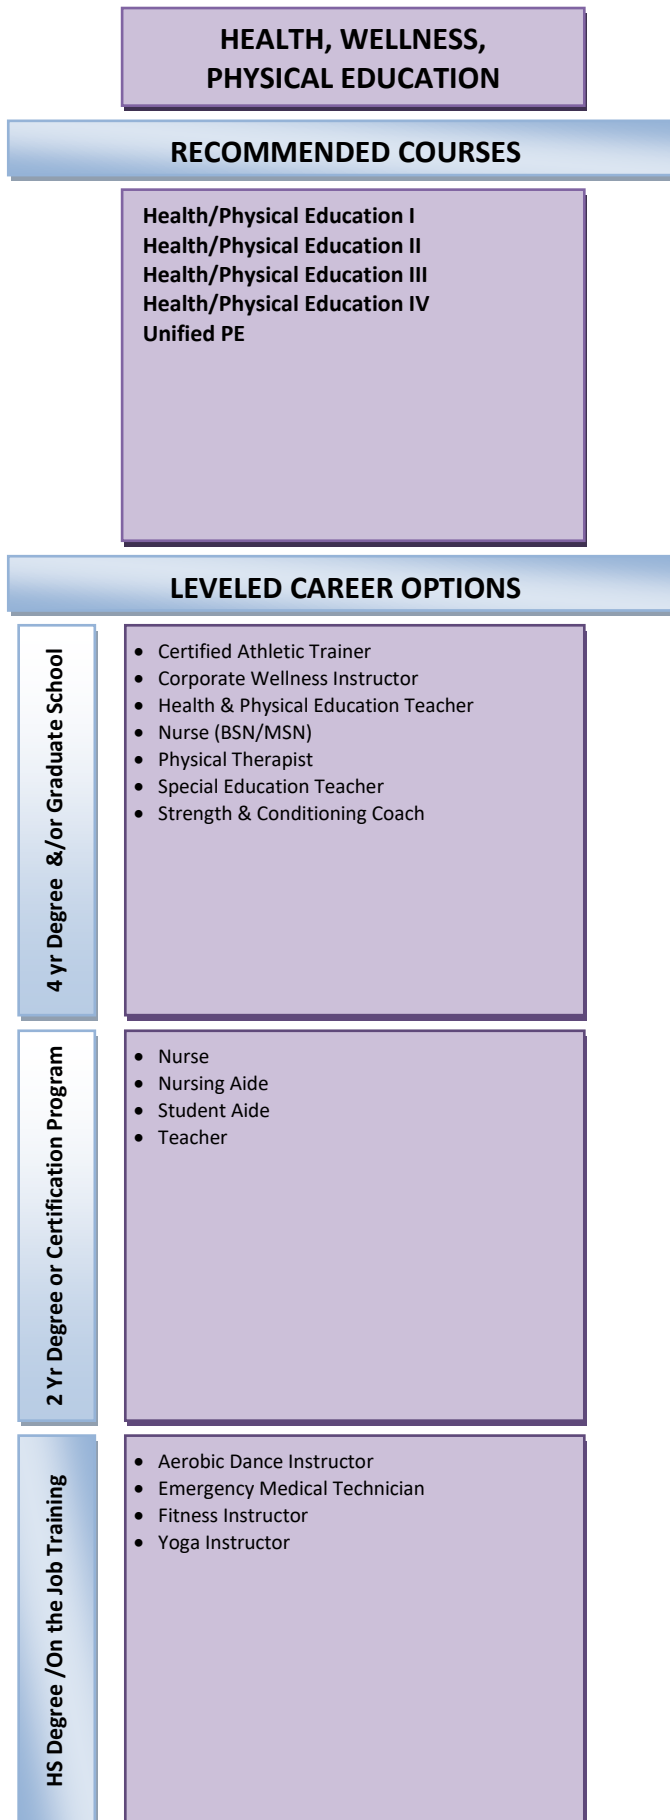 HEALTH, WELLNESS,
PHYSICAL EDUCATION
RECOMMENDED COURSES
Health/Physical Education I
Health/Physical Education II
Health/Physical Education III
Health/Physical Education IV
Unified PE
LEVELED CAREER OPTIONS
4 yr Degree &/or Graduate School
• Certified Athletic Trainer
• Corporate Wellness Instructor
• Health & Physical Education Teacher
• Nurse (BSN/MSN)
• Physical Therapist
• Special Education Teacher
• Strength & Conditioning Coach
2 Yr Degree or Certification Program
• Nurse
• Nursing Aide
• Student Aide
• Teacher
HS Degree /On the Job Training
• Aerobic Dance Instructor
• Emergency Medical Technician
• Fitness Instructor
• Yoga Instructor